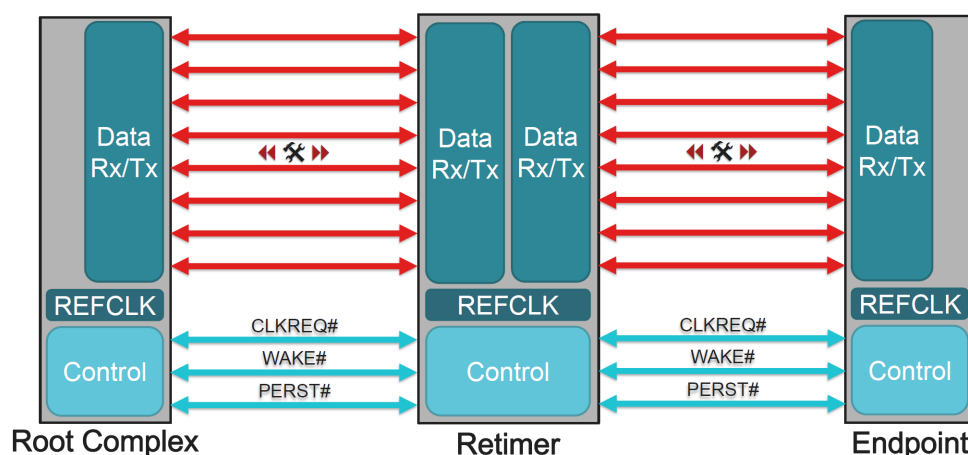 Data
Rx/Tx
Data
Rx/Tx
Data
Rx/Tx
Data
Rx/Tx
REFCLK
REFCLK
REFCLK
CLKREQ#
CLKREQ#
Control
WAKE#
Control
WAKE#
Control
PERST#
PERST#
Root Complex
Retimer
Endpoint